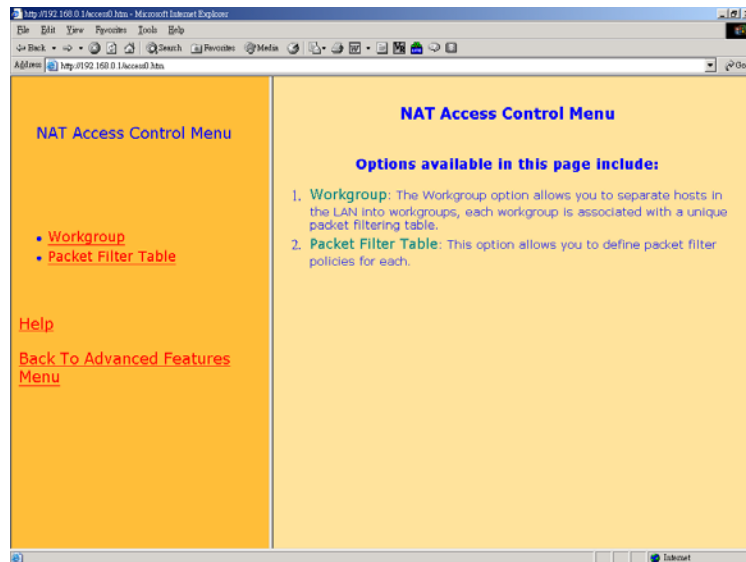 http://192.168.0.1/access0.htm - Microsoft Internet Explorer
File Edit View Favorites Tools Help
Back Search Favorites Media
Address http://192.168.0.1/access0.htm Go
NAT Access Control Menu
• Workgroup
• Packet Filter Table
Help
Back To Advanced Features
Menu
NAT Access Control Menu
Options available in this page include:
1. Workgroup: The Workgroup option allows you to separate hosts in
the LAN into workgroups, each workgroup is associated with a unique
packet filtering table.
2. Packet Filter Table: This option allows you to define packet filter
policies for each.
Internet